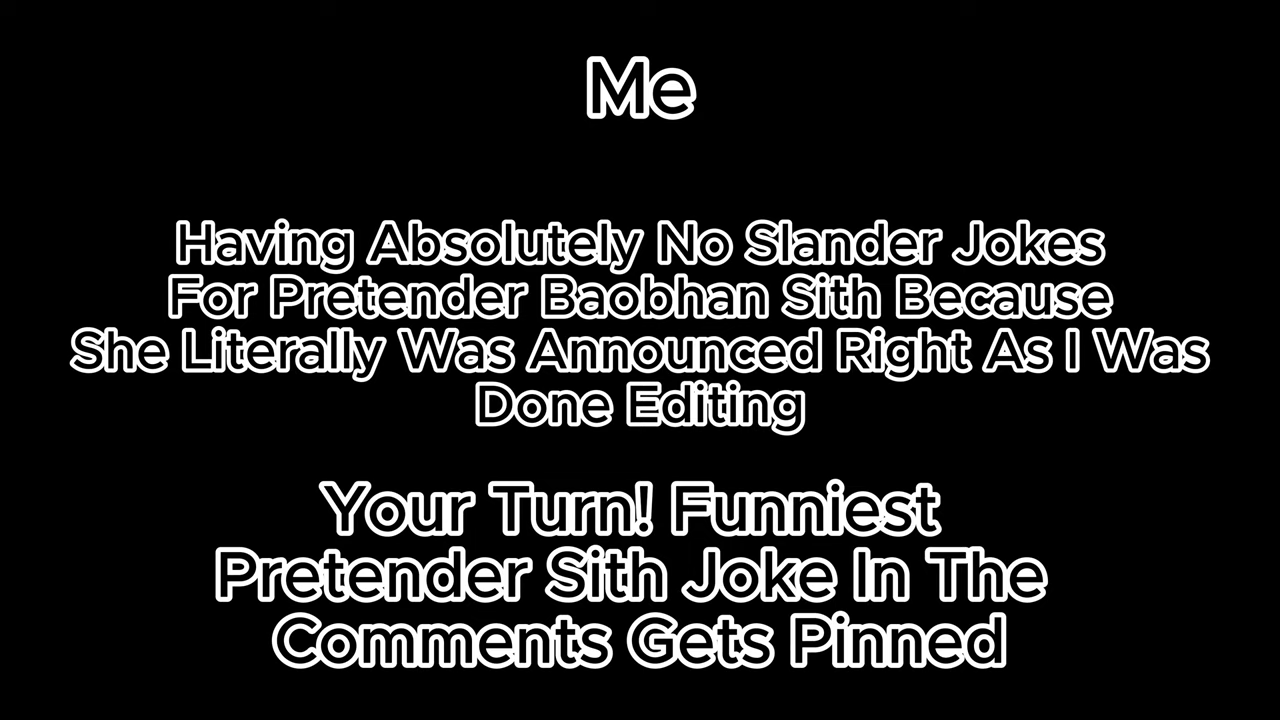 Me
Having Absolutely No Slander Jokes
For Pretender Baobhan Sith Because
She Literally Was Announced Right As I Was
Done Editing
Your Turn! Funniest
Pretender Sith Joke In The
Comments Gets Pinned